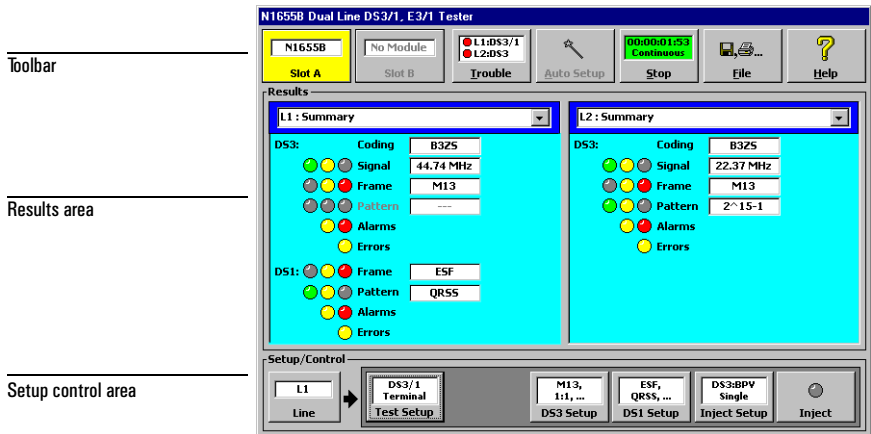 N1655B Dual Line DS3/1, E3/1 Tester
Toolbar
N1655B
Slot A
No Module
Slot B
L1:DS3/1
L2:DS3
Trouble
Auto Setup
00:00:01:53
Continuous
Stop
File
Help
Results
L1 : Summary
DS3: Coding B3ZS
Signal 44.74 MHz
Frame M13
Pattern ---
Alarms
Errors
DS1: Frame ESF
Pattern QRSS
Alarms
Errors
L2 : Summary
DS3: Coding B3ZS
Signal 22.37 MHz
Frame M13
Pattern 2^15-1
Alarms
Errors
Results area
Setup/Control
Setup control area
L1
Line
DS3/1
Terminal
Test Setup
M13,
1:1, ...
DS3 Setup
ESF,
QRSS, ...
DS1 Setup
DS3:BPV
Single
Inject Setup
Inject